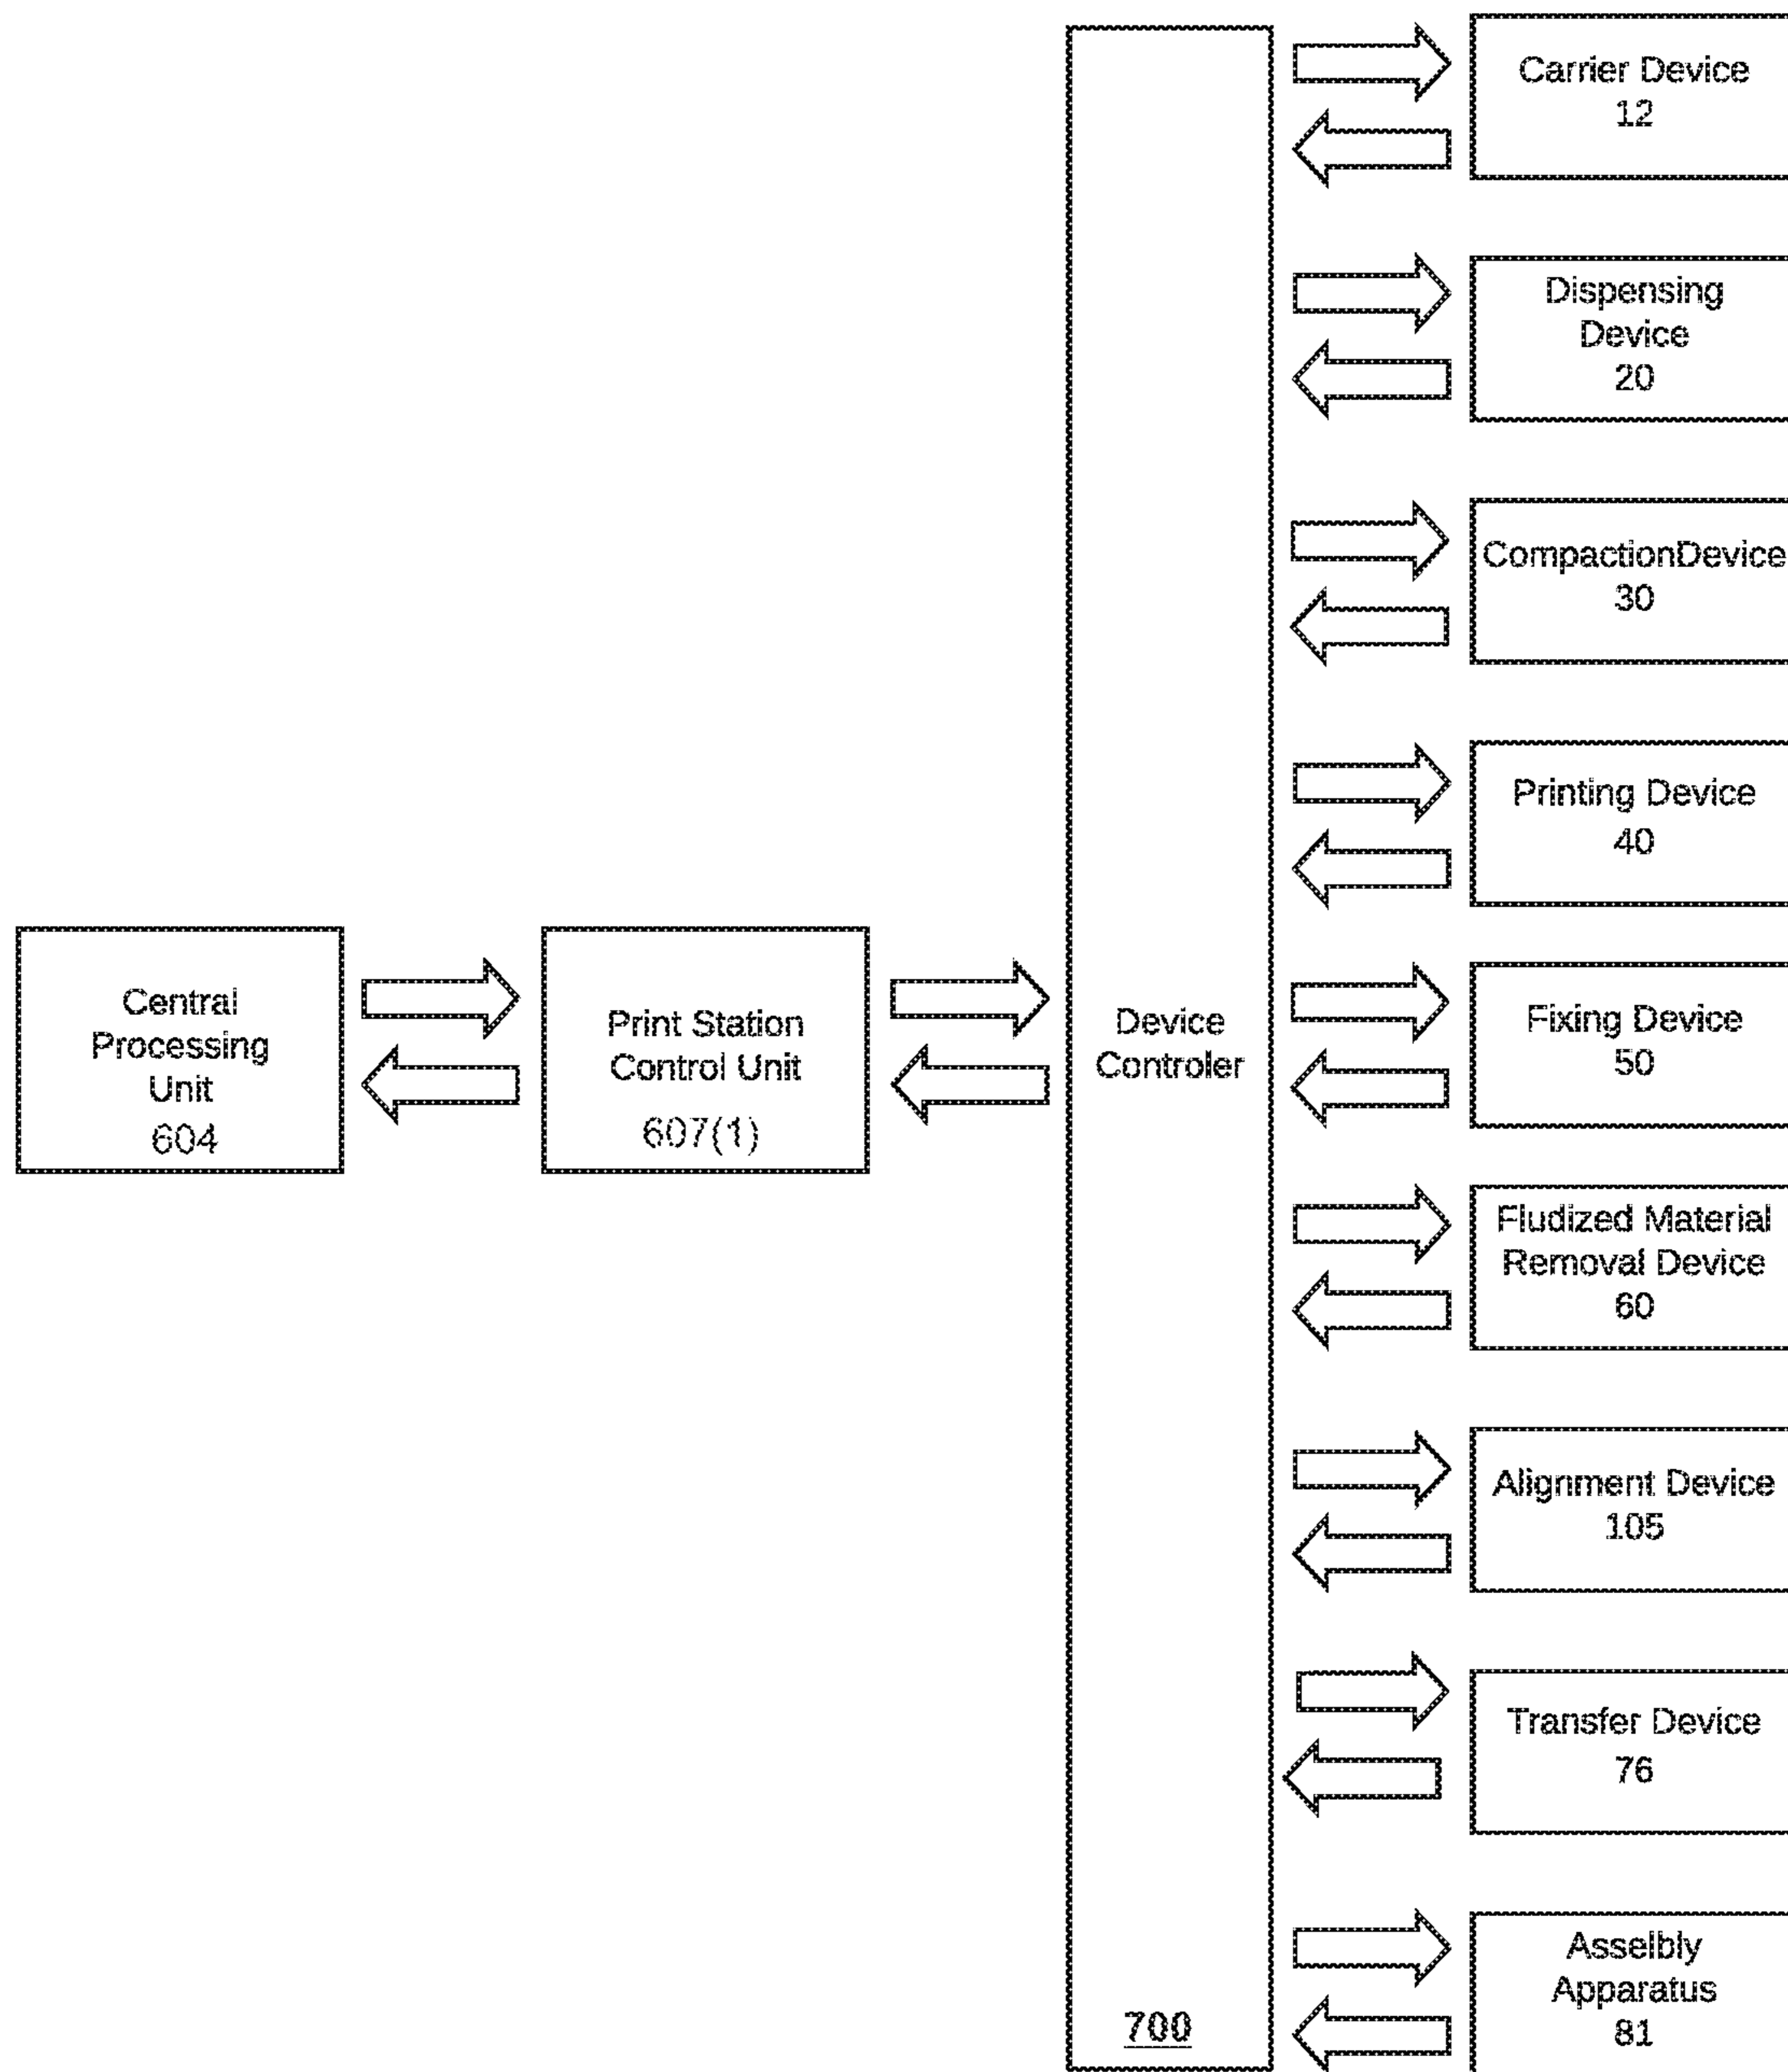 Central
Processing
Unit
604
Print Station
Control Unit
607(1)
Device
Controler
700
Carrier Device
12
Dispensing
Device
20
CompactionDevice
30
Printing Device
40
Fixing Device
50
Fludized Material
Removal Device
60
Alignment Device
105
Transfer Device
76
Asselbly
Apparatus
81